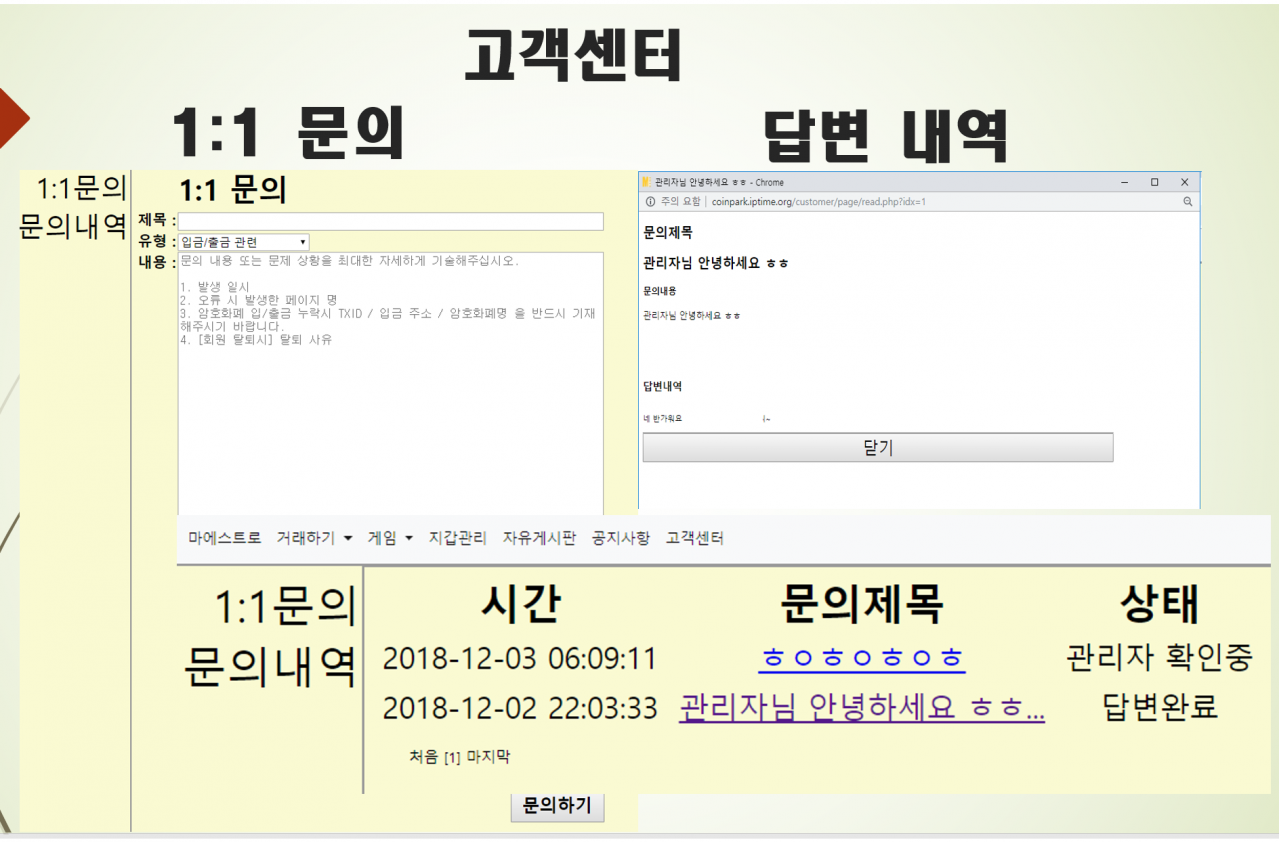 고객센터
1:1 문의
답변 내역
1:1문의
문의내역
1:1 문의
제목 :
유형 : 입금/출금 관련
내용 : 문의 내용 또는 문제 상황을 최대한 자세하게 기술해주십시오.
1. 발생 일시
2. 오류 시 발생한 페이지 명
3. 암호화폐 입/출금 누락시 TXID / 입금 주소 / 암호화폐명 을 반드시 기재
해주시기 바랍니다.
4. [회원 탈퇴시] 탈퇴 사유
관리자님 안녕하세요 ㅎㅎ - Chrome
주의 요함 | coinpark.iptime.org/customer/page/read.php?idx=1
문의제목
관리자님 안녕하세요 ㅎㅎ
문의내용
관리자님 안녕하세요 ㅎㅎ
답변내역
네 반가워요
닫기
마에스트로 거래하기 게임 지갑관리 자유게시판 공지사항 고객센터
1:1문의
문의내역
시간 문의제목 상태
2018-12-03 06:09:11 ㅎㅇㅎㅇㅎㅇㅎ 관리자 확인중
2018-12-02 22:03:33 관리자님 안녕하세요 ㅎㅎ... 답변완료
처음 [1] 마지막
문의하기